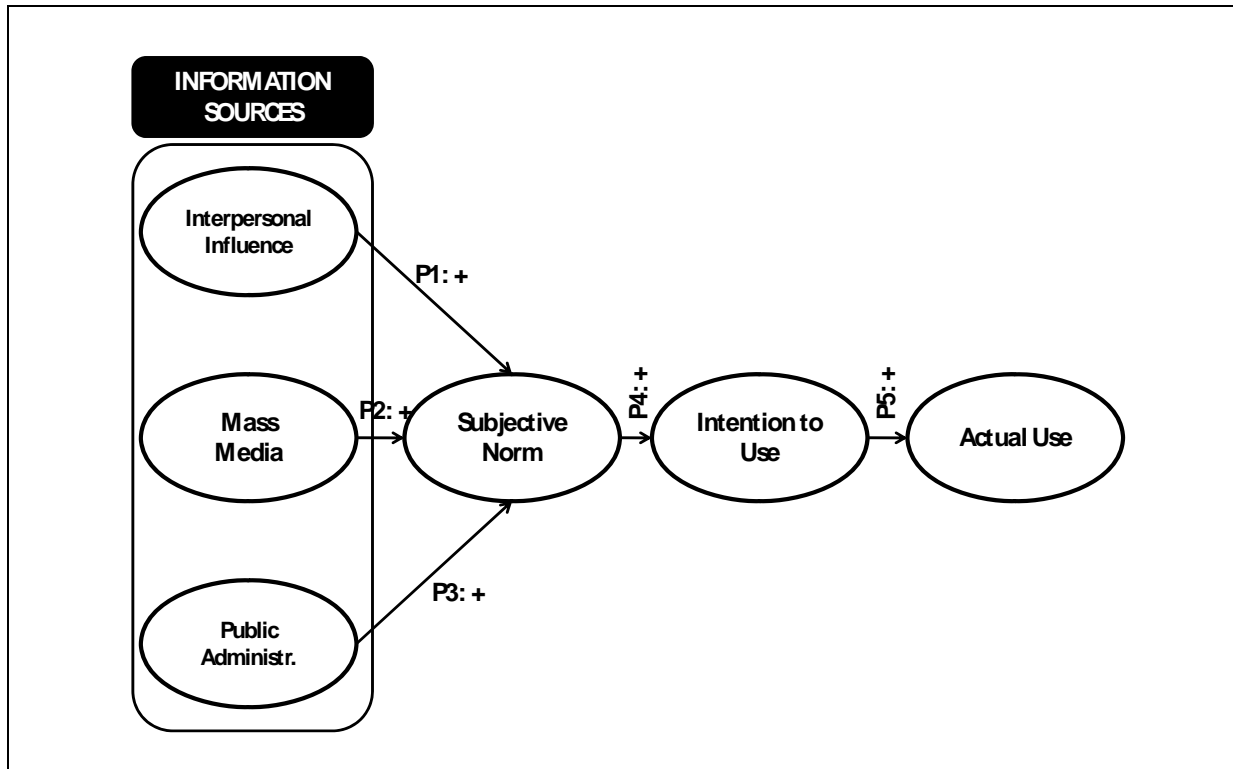 INFORMATION
SOURCES
Interpersonal
Influence
P1: +
Mass
Media
P2: +
Subjective
Norm
P4: +
Intention to
Use
P5: +
Actual Use
P3: +
Public
Administr.